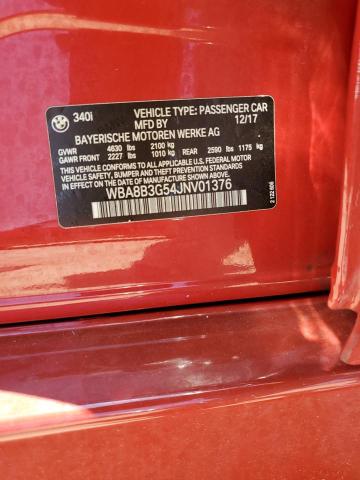 340i VEHICLE TYPE: PASSENGER CAR
MFD BY 12/17
BAYERISCHE MOTOREN WERKE AG
GVWR 4630 lbs 2100 kg
GAWR FRONT 2227 lbs 1010 kg REAR 2590 lbs 1175 kg
THIS VEHICLE CONFORMS TO ALL APPLICABLE FEDERAL MOTOR
VEHICLE SAFETY, BUMPER AND THEFT PREVENTION STANDARDS
IN EFFECT ON THE DATE OF MANUFACTURE SHOWN ABOVE.
WBA8B3G54JNV01376